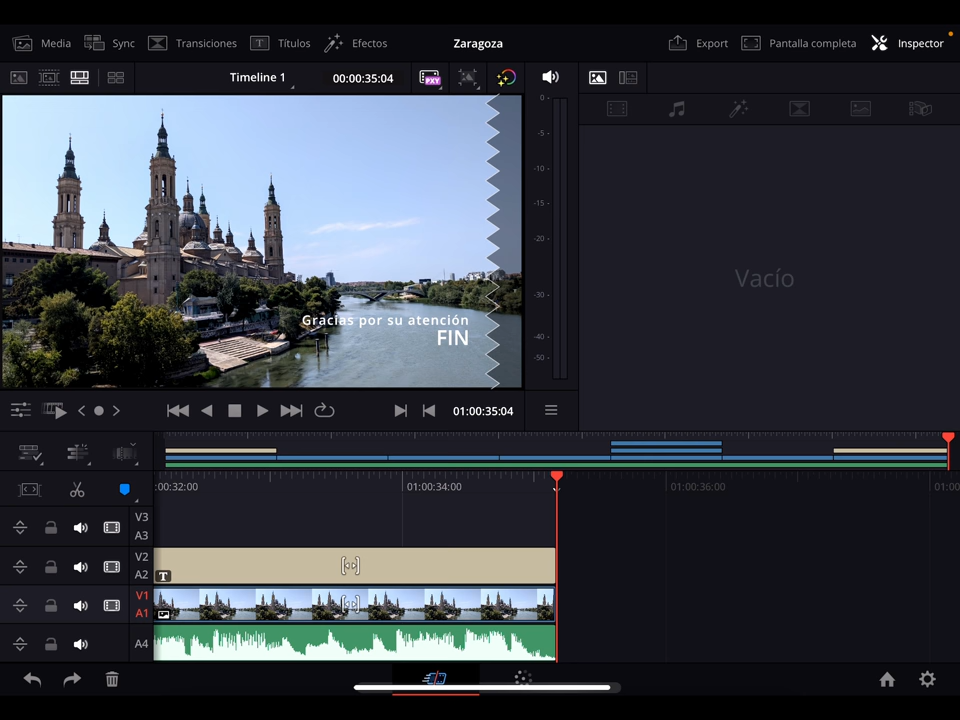 Media Sync Transiciones Títulos Efectos Zaragoza Export Pantalla completa Inspector
Timeline 1 00:00:35:04 PXY
0
-5
-10
-15
-20
-30
-40
-50
Vacío
Gracias por su atención
FIN
01:00:35:04
:00:32:00 01:00:34:00 01:00:36:00 01:00
V3
A3
V2
A2
T
V1
A1
A4